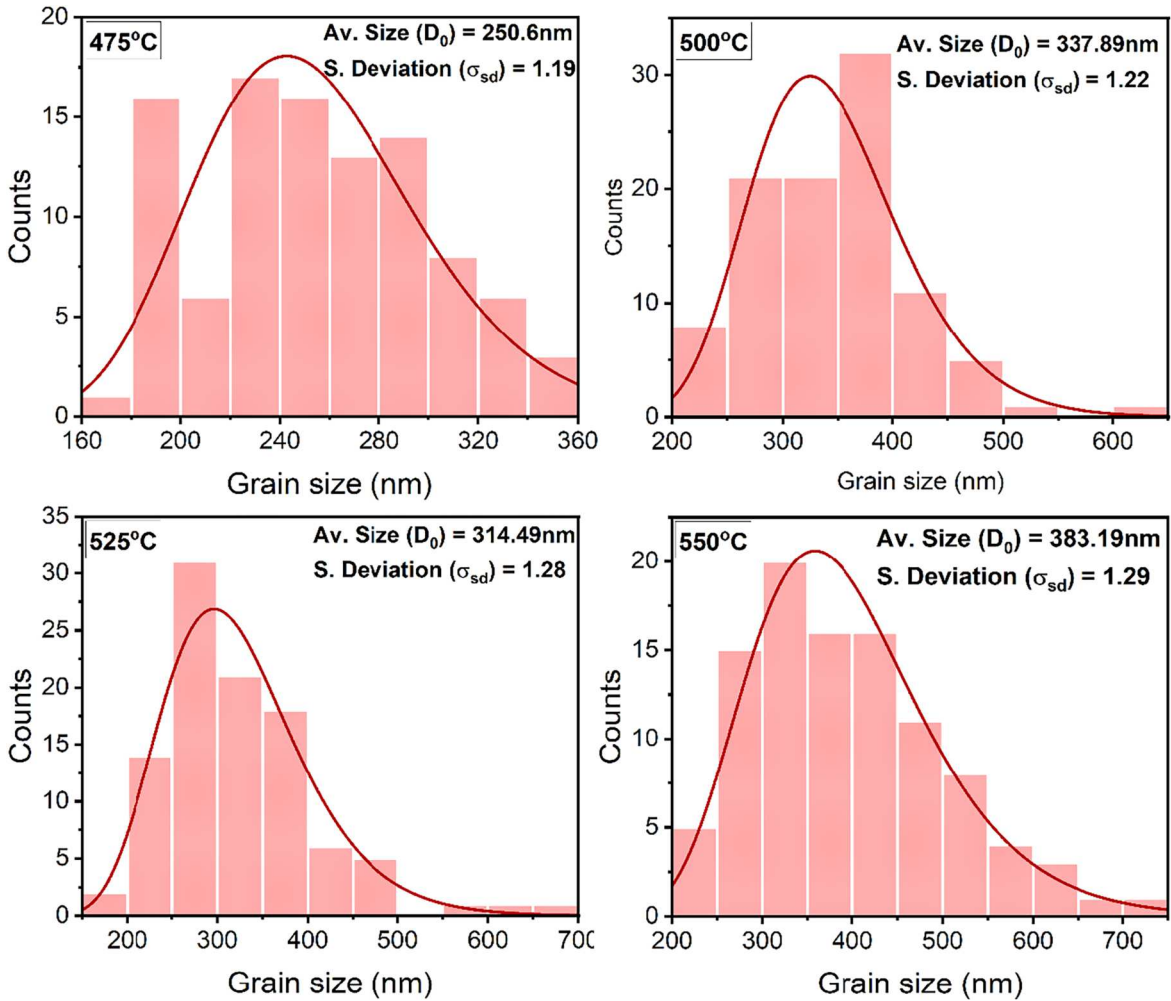 475°C
Av. Size (D₀) = 250.6nm
S. Deviation (σsd) = 1.19
Counts
20
15
10
5
0
160 200 240 280 320 360
Grain size (nm)
500°C
Av. Size (D₀) = 337.89nm
S. Deviation (σsd) = 1.22
Counts
30
20
10
0
200 300 400 500 600
Grain size (nm)
525°C
Av. Size (D₀) = 314.49nm
S. Deviation (σsd) = 1.28
Counts
35
30
25
20
15
10
5
0
200 300 400 500 600 700
Grain size (nm)
550°C
Av. Size (D₀) = 383.19nm
S. Deviation (σsd) = 1.29
Counts
20
15
10
5
0
200 300 400 500 600 700
Grain size (nm)